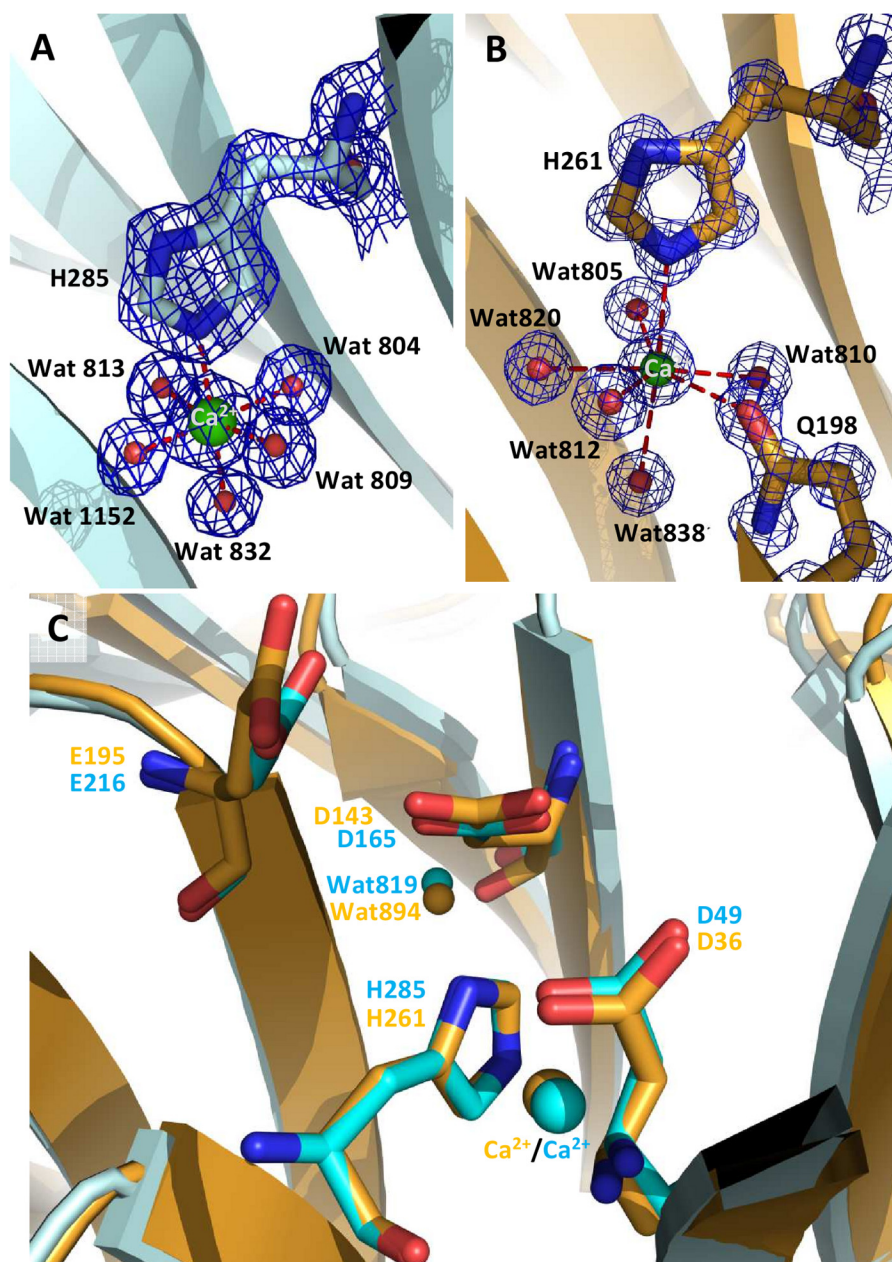 A
H285
Wat 813
Wat 804
Ca²⁺
Wat 1152
Wat 809
Wat 832
B
H261
Wat805
Wat820
Ca
Wat810
Wat812
Q198
Wat838
C
E195
E216
D143
D165
Wat819
Wat894
D49
D36
H285
H261
Ca²⁺/Ca²⁺